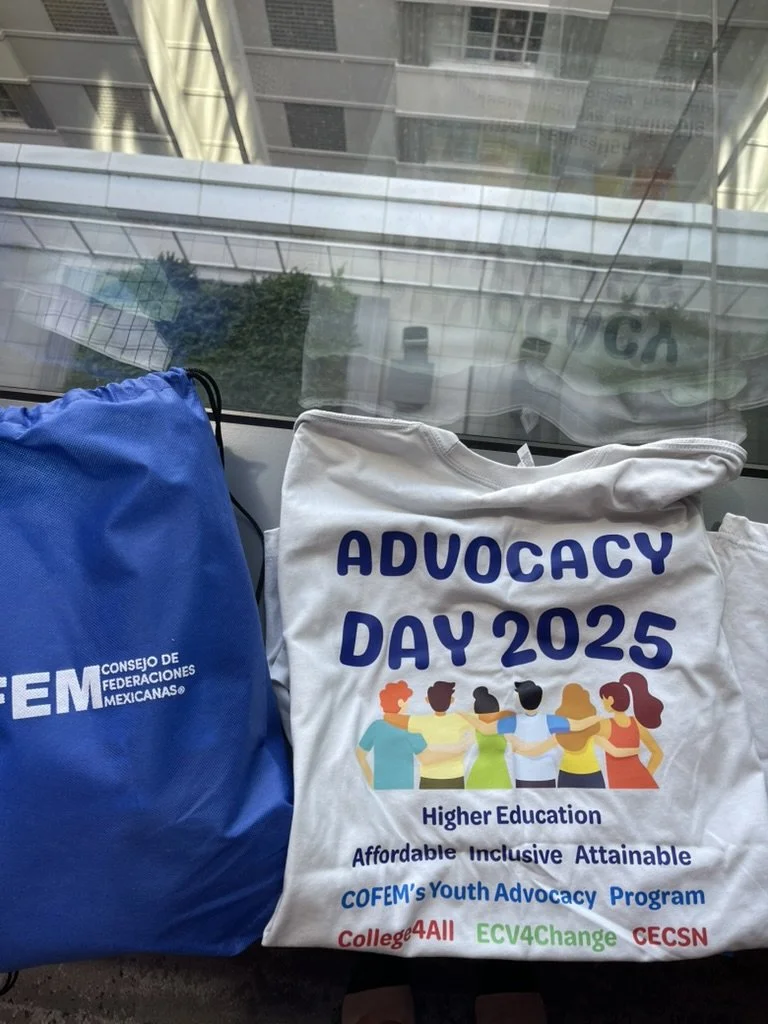 FEM
CONSEJO DE
FEDERACIONES
MEXICANAS®
ADVOCACY
DAY 2025
Higher Education
Affordable Inclusive Attainable
COFEM's Youth Advocacy Program
College4All ECV4Change CECSN